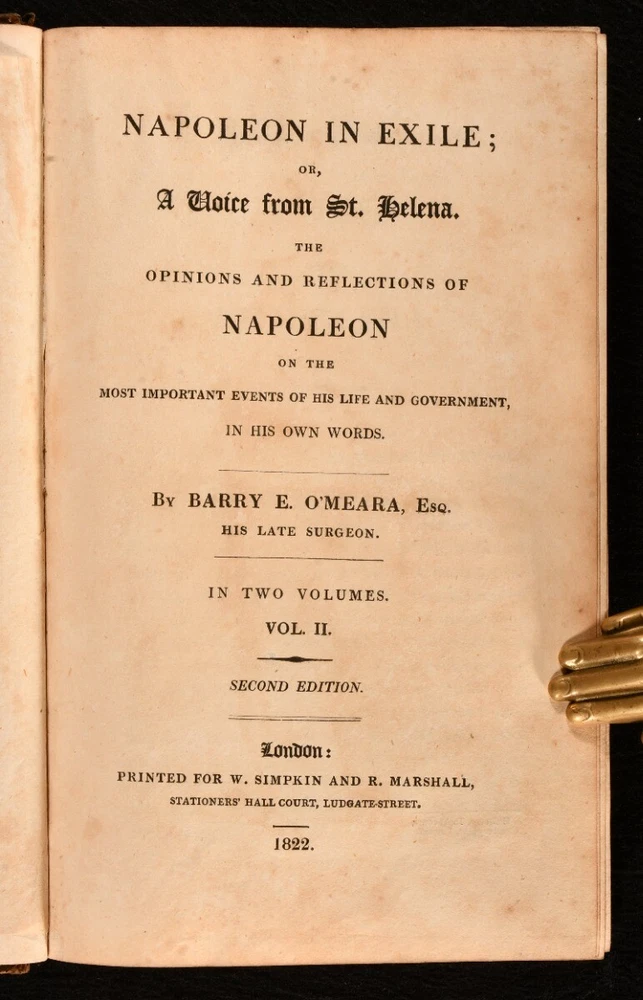 NAPOLEON IN EXILE;
OR,
A Voice from St. Helena.
THE
OPINIONS AND REFLECTIONS OF
NAPOLEON
ON THE
MOST IMPORTANT EVENTS OF HIS LIFE AND GOVERNMENT,
IN HIS OWN WORDS.
BY BARRY E. O'MEARA, ESQ.
HIS LATE SURGEON.
IN TWO VOLUMES.
VOL. II.
SECOND EDITION.
London:
PRINTED FOR W. SIMPKIN AND R. MARSHALL,
STATIONERS' HALL COURT, LUDGATE-STREET.
1822.